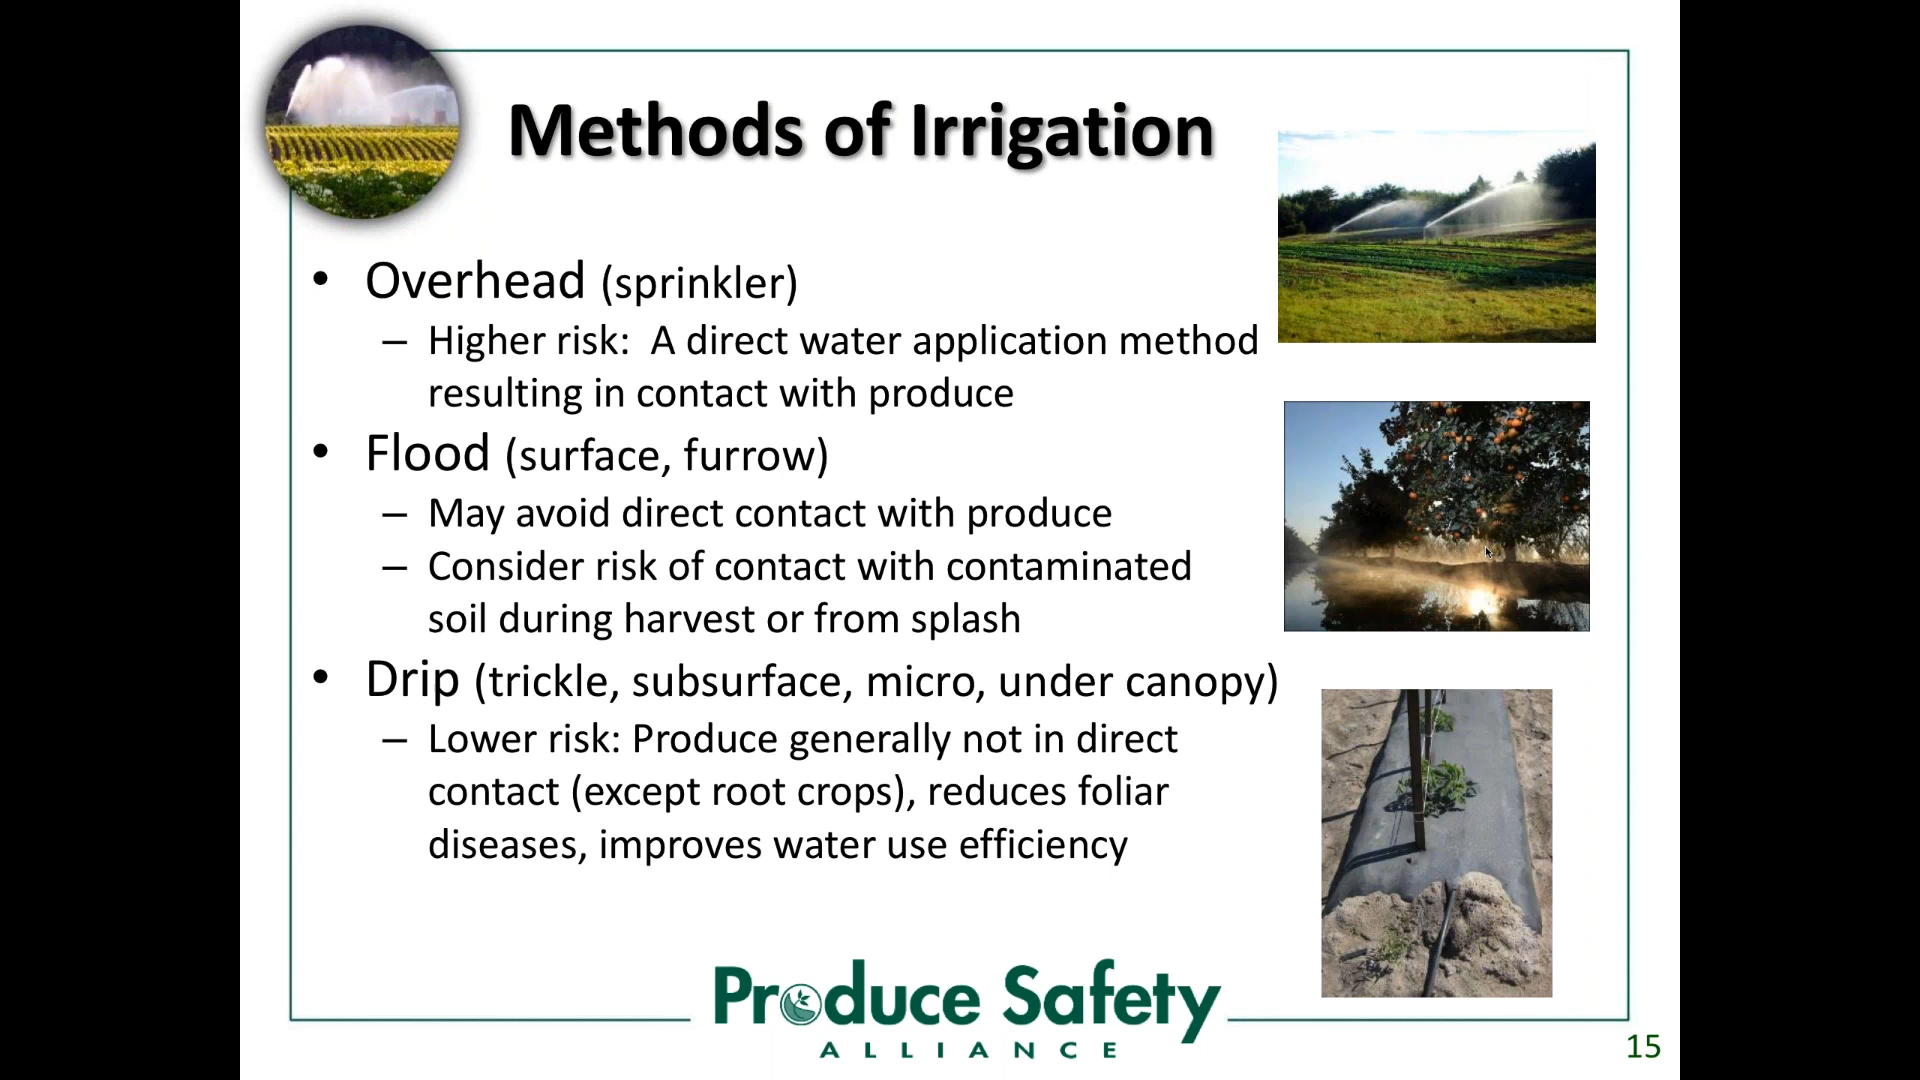 Methods of Irrigation
• Overhead (sprinkler)
– Higher risk: A direct water application method
resulting in contact with produce
• Flood (surface, furrow)
– May avoid direct contact with produce
– Consider risk of contact with contaminated
soil during harvest or from splash
• Drip (trickle, subsurface, micro, under canopy)
– Lower risk: Produce generally not in direct
contact (except root crops), reduces foliar
diseases, improves water use efficiency
Produce Safety
ALLIANCE
15